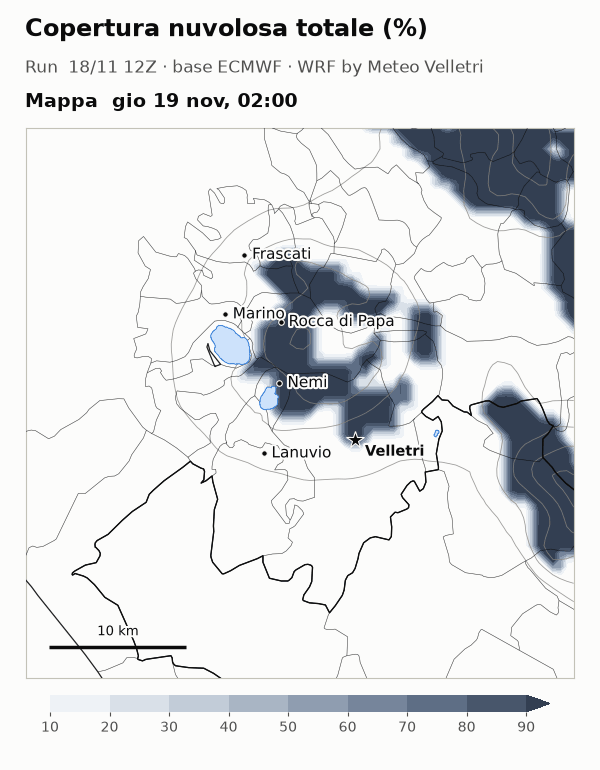 Copertura nuvolosa totale (%)
Run  18/11 12Z · base ECMWF · WRF by Meteo Velletri
Mappa  gio 19 nov, 02:00
Frascati
Marino
Rocca di Papa
Nemi
Velletri
Lanuvio
10 km
10 20 30 40 50 60 70 80 90